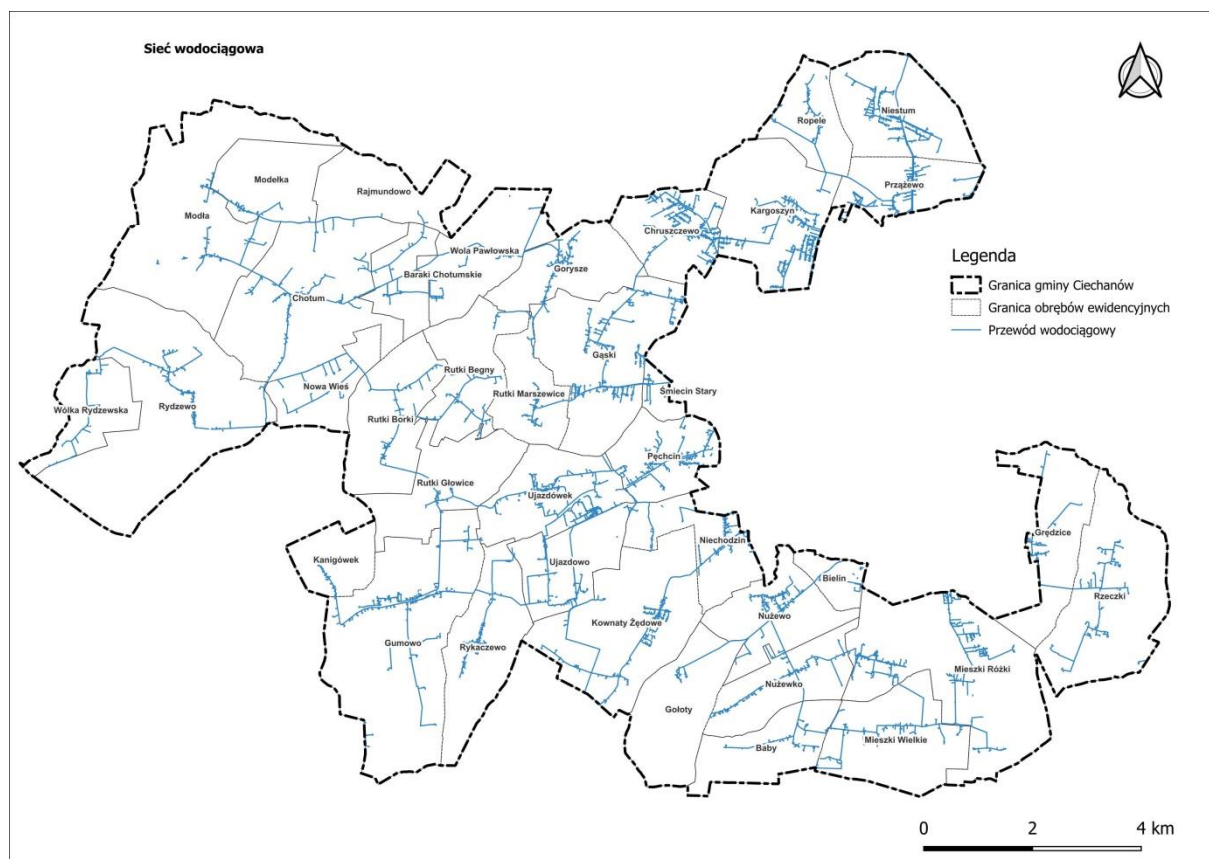 Sieć wodociągowa
Niestum
Ropele
Modełka
Rajmundowo
Przążewo
Kargoszyn
Modła
Chruszczewo
Wola Pawłowska
Gorysze
Baraki Chotumskie
Chotum
Legenda
Granica gminy Ciechanów
Granica obrębów ewidencyjnych
Przewód wodociągowy
Gąski
Rutki Begny
Nowa Wieś
Rutki Marszewice
Śmiecin Stary
Wólka Rydzewska
Rydzewo
Rutki Borki
Pęchcin
Rutki Głowice
Ujazdówek
Niechodzin
Grędzice
Kanigówek
Ujazdowo
Bielin
Rzeczki
Kownaty Żędowe
Nużewo
Gumowo
Rykaczewo
Mieszki Różki
Nużewko
Gołoty
Mieszki Wielkie
Baby
0 2 4 km